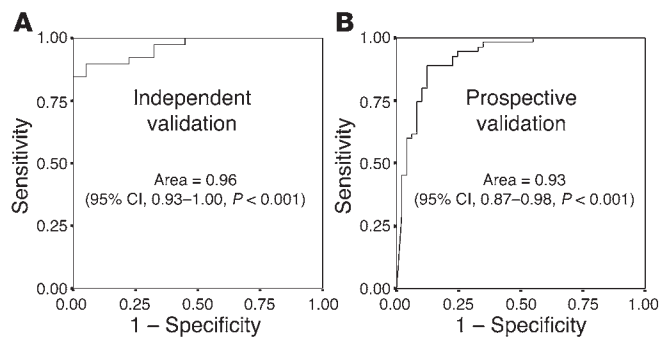 A
1.00
0.75
0.50
0.25
0.00
Sensitivity
Independent
validation
Area = 0.96
(95% CI, 0.93–1.00, P < 0.001)
0.00 0.25 0.50 0.75 1.00
1 – Specificity
B
1.00
0.75
0.50
0.25
0.00
Sensitivity
Prospective
validation
Area = 0.93
(95% CI, 0.87–0.98, P < 0.001)
0.00 0.25 0.50 0.75 1.00
1 – Specificity